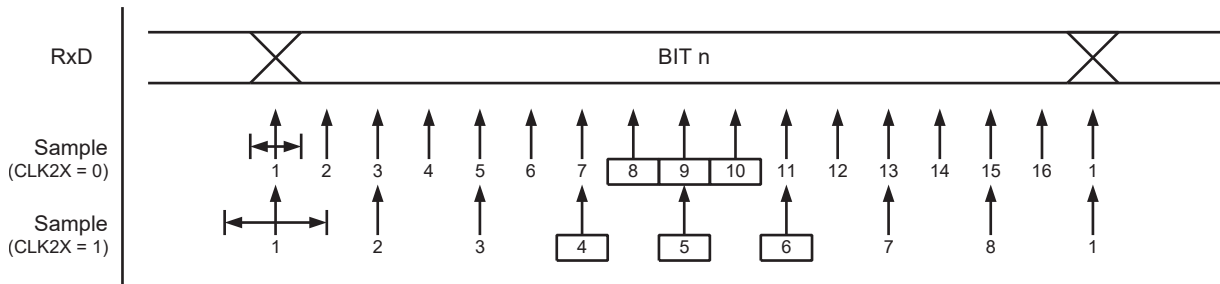 RxD BIT n
Sample
(CLK2X = 0)
1 2 3 4 5 6 7 8 9 10 11 12 13 14 15 16 1
Sample
(CLK2X = 1)
1 2 3 4 5 6 7 8 1